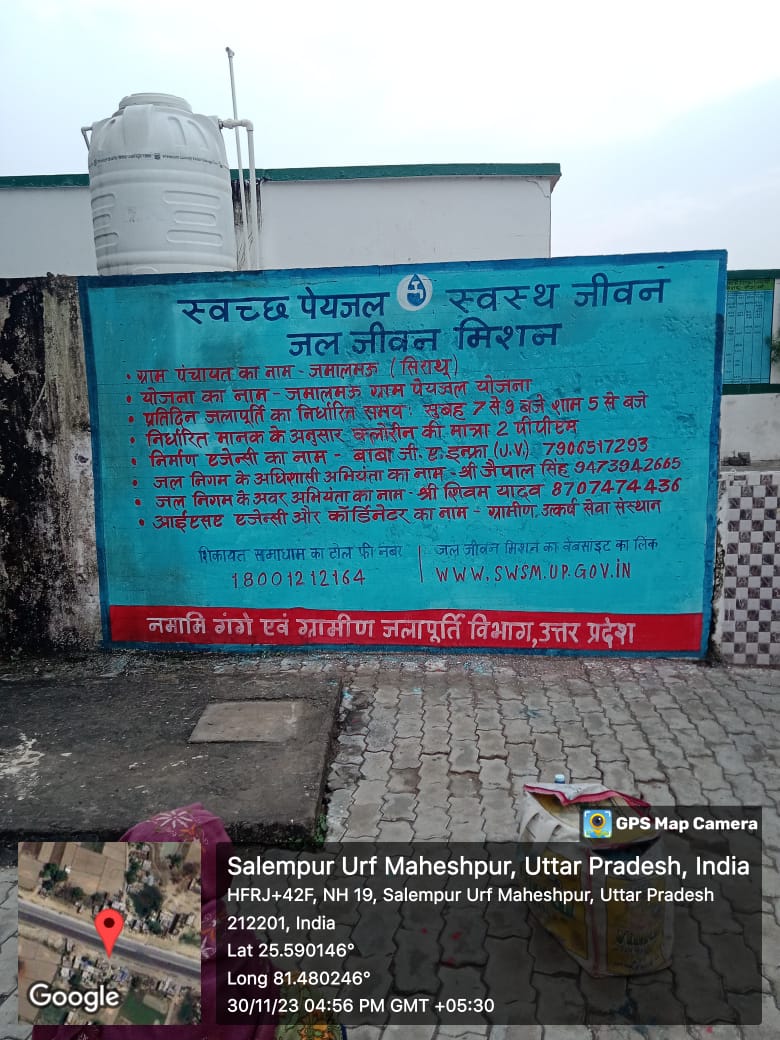 स्वच्छ पेयजल स्वस्थ जीवन
जल जीवन मिशन
• ग्राम पंचायत का नाम - जमालमऊ (सिराथू)
• योजना का नाम - जमालमऊ ग्राम पेयजल योजना
• प्रतिदिन जलापूर्ति का निर्धारित समय: सुबह 7 से 9 बजे शाम 5 से बजे
• निर्धारित मानक के अनुसार क्लोरीन की मात्रा 2 पीपीएम
• निर्माण एजेन्सी का नाम - बाबा जी. ए. इन्फ्रा (U.V.) 7906517293
• जल निगम के अधिशासी अभियंता का नाम - श्री जैपाल सिंह 9473942665
• जल निगम के अवर अभियंता का नाम - श्री शिवम यादव 8707474436
• आईएसए एजेन्सी और कॉर्डिनेटर का नाम - ग्रामीण उत्कर्ष सेवा संस्थान
शिकायत समाधाम का टोल फ्री नंबर
18001212164
जल जीवन मिशन का वेबसाइट का लिंक
WWW.SWSM.UP.GOV.IN
नमामि गंगे एवं ग्रामीण जलापूर्ति विभाग, उत्तर प्रदेश
GPS Map Camera
Salempur Urf Maheshpur, Uttar Pradesh, India
HFRJ+42F, NH 19, Salempur Urf Maheshpur, Uttar Pradesh
212201, India
Lat 25.590146°
Long 81.480246°
30/11/23 04:56 PM GMT +05:30
Google